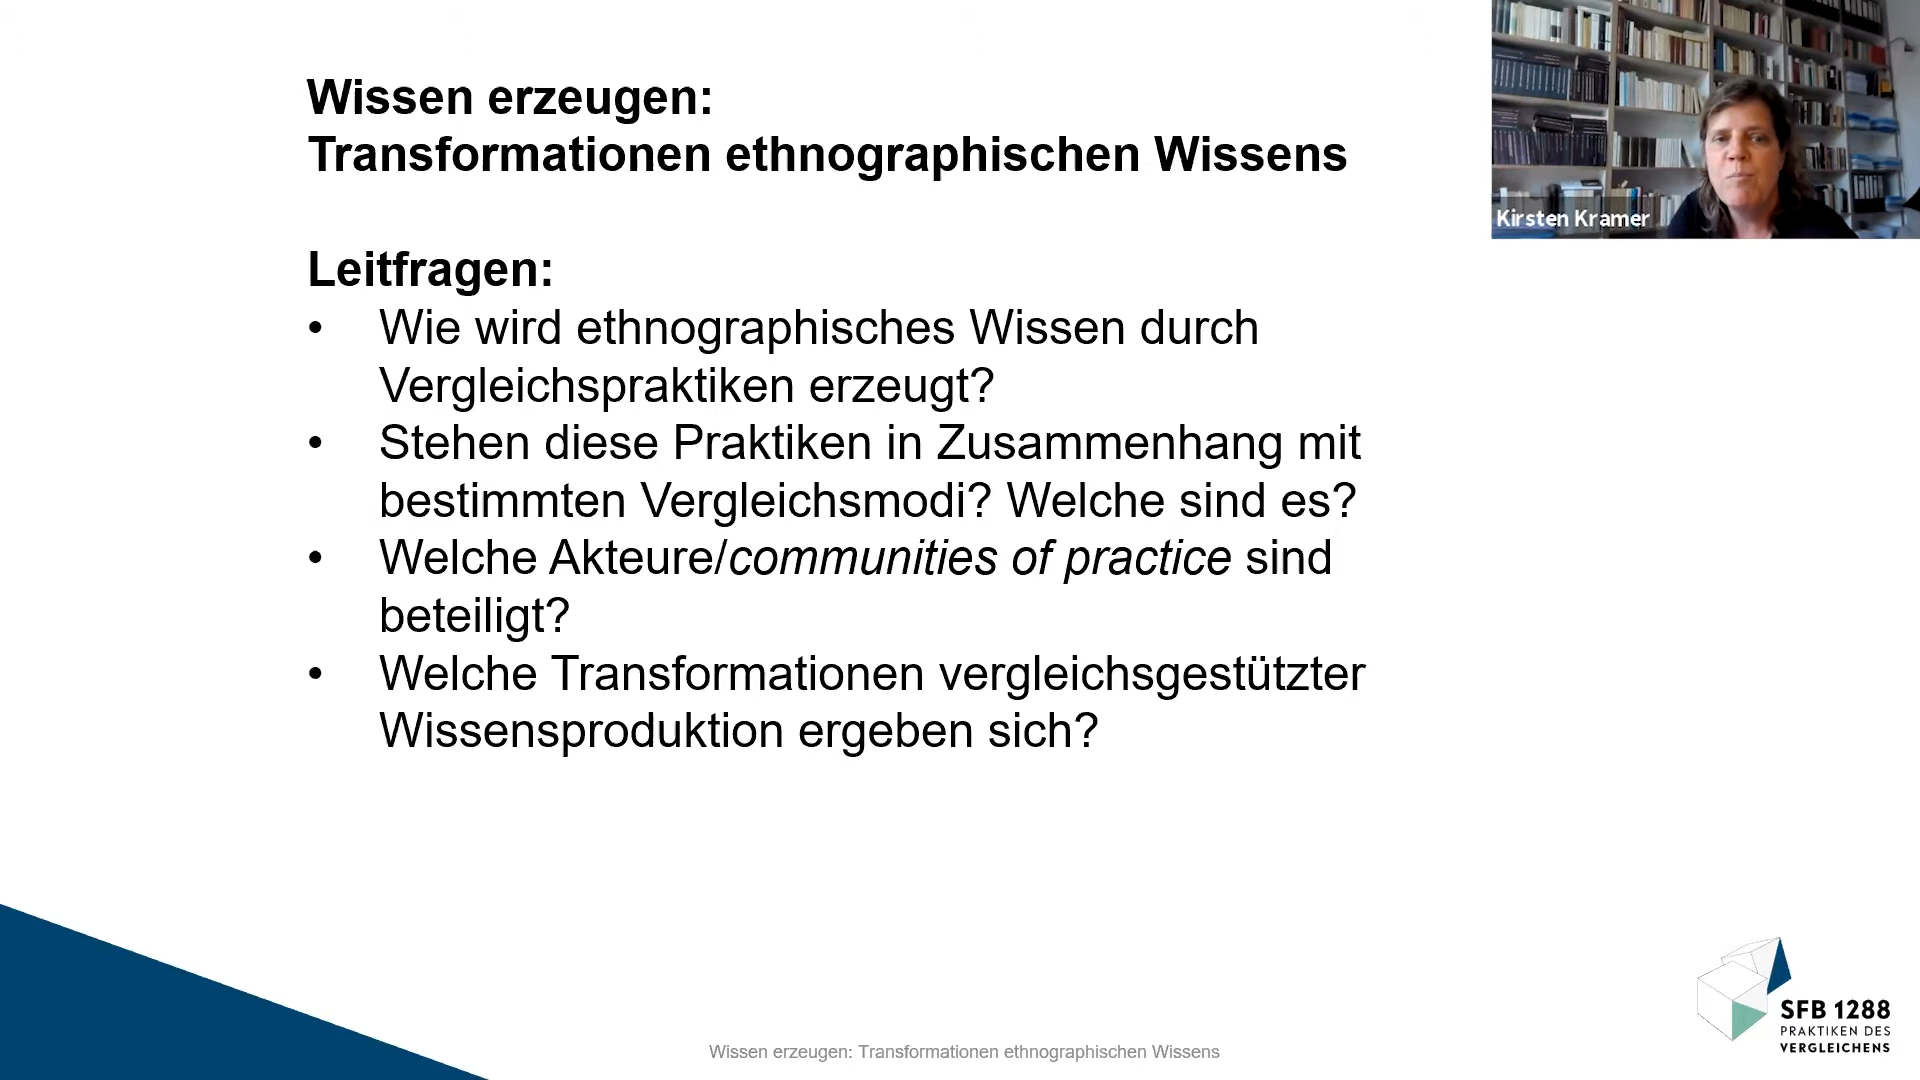 Wissen erzeugen:
Transformationen ethnographischen Wissens
Kirsten Kramer
Leitfragen:
• Wie wird ethnographisches Wissen durch
Vergleichspraktiken erzeugt?
• Stehen diese Praktiken in Zusammenhang mit
bestimmten Vergleichsmodi? Welche sind es?
• Welche Akteure/communities of practice sind
beteiligt?
• Welche Transformationen vergleichsgestützter
Wissensproduktion ergeben sich?
SFB 1288
PRAKTIKEN DES
VERGLEICHENS
Wissen erzeugen: Transformationen ethnographischen Wissens